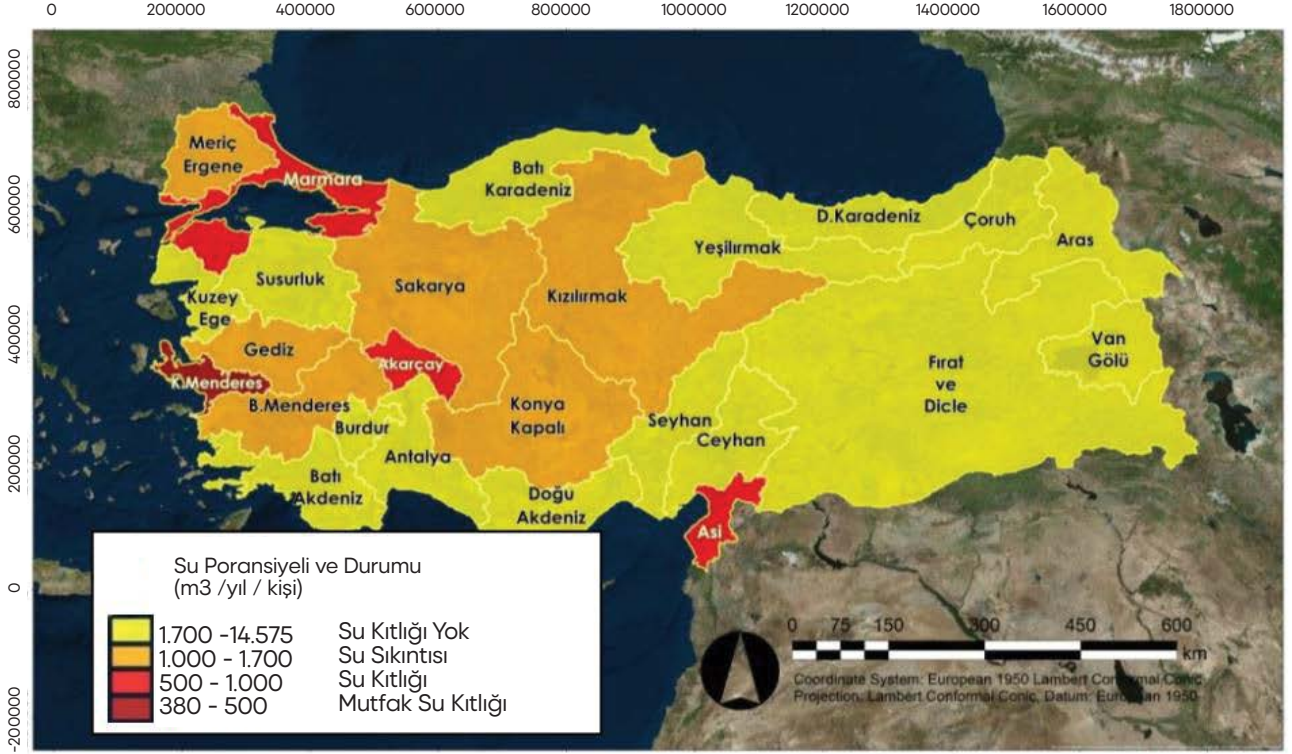 0 200000 400000 600000 800000 1000000 1200000 1400000 1600000 1800000
800000
600000
400000
200000
0
-200000
Meriç
Ergene
Marmara
Batı
Karadeniz
D.Karadeniz
Çoruh
Yeşilırmak
Aras
Susurluk
Sakarya
Kızılırmak
Kuzey
Ege
Gediz
Akarçay
Van
Gölü
K.Menderes
B.Menderes
Fırat
ve
Dicle
Konya
Kapalı
Burdur
Seyhan
Ceyhan
Antalya
Batı
Akdeniz
Doğu
Akdeniz
Asi
Su Poransiyeli ve Durumu
(m3 /yıl / kişi)
1.700 -14.575 Su Kıtlığı Yok
1.000 - 1.700 Su Sıkıntısı
500 - 1.000 Su Kıtlığı
380 - 500 Mutfak Su Kıtlığı
0 75 150 300 450 600
km
Coordinate System: European 1950 Lambert Conformal Conic
Projection: Lambert Conformal Conic, Datum: European 1950